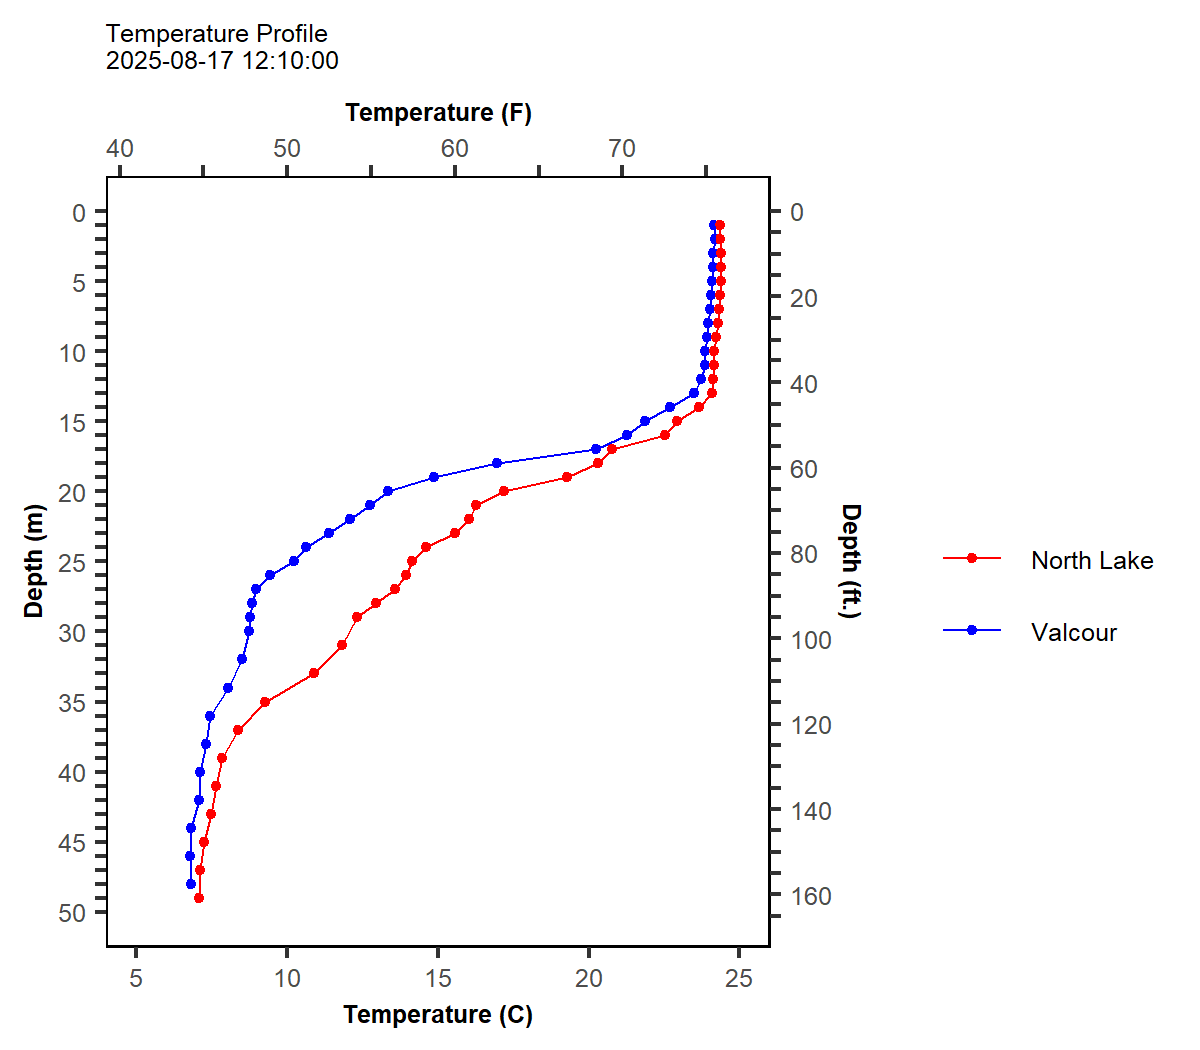 Temperature Profile
2025-08-17 12:10:00
Temperature (F)
40 50 60 70
0 0
5
20
10
40
15
60
20
80
25
100
30
35
120
40
140
45
160
50
Depth (m)
Depth (ft.)
North Lake
Valcour
5 10 15 20 25
Temperature (C)